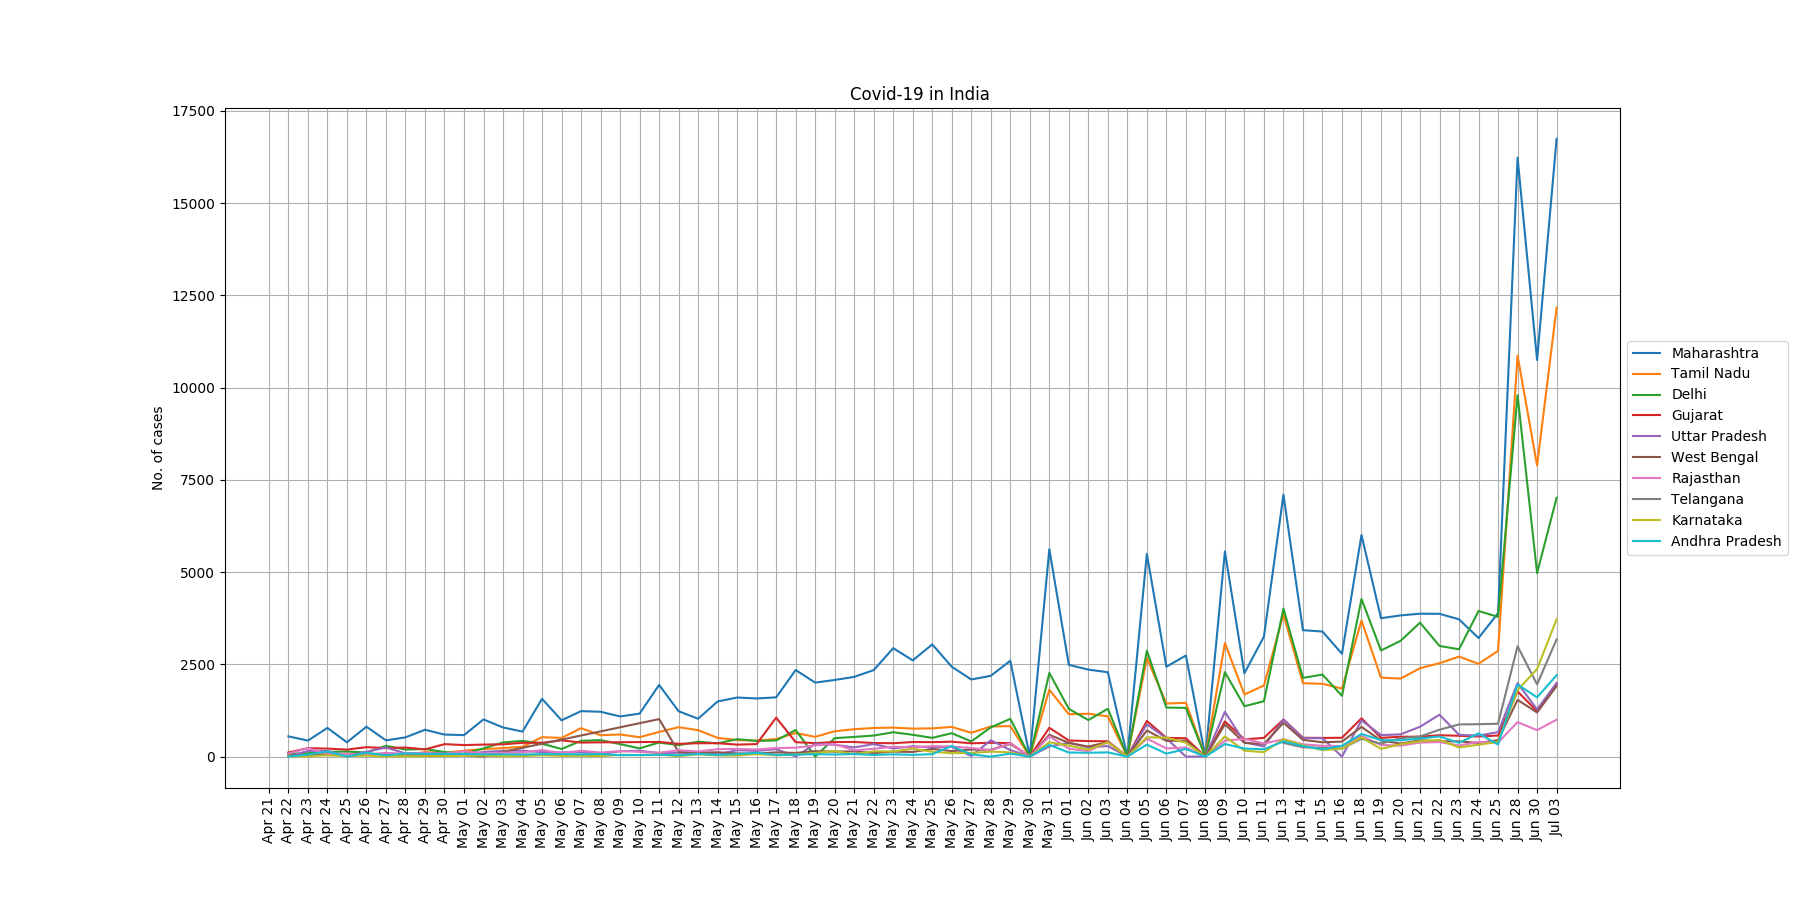 Covid-19 in India
No. of cases
17500
15000
12500
10000
7500
5000
2500
0
Apr 21
Apr 22
Apr 23
Apr 24
Apr 25
Apr 26
Apr 27
Apr 28
Apr 29
Apr 30
May 01
May 02
May 03
May 04
May 05
May 06
May 07
May 08
May 09
May 10
May 11
May 12
May 13
May 14
May 15
May 16
May 17
May 18
May 19
May 20
May 21
May 22
May 23
May 24
May 25
May 26
May 27
May 28
May 29
May 30
May 31
Jun 01
Jun 02
Jun 03
Jun 04
Jun 05
Jun 06
Jun 07
Jun 08
Jun 09
Jun 10
Jun 11
Jun 13
Jun 14
Jun 15
Jun 16
Jun 18
Jun 19
Jun 20
Jun 21
Jun 22
Jun 23
Jun 24
Jun 25
Jun 28
Jun 30
Jul 03
Maharashtra
Tamil Nadu
Delhi
Gujarat
Uttar Pradesh
West Bengal
Rajasthan
Telangana
Karnataka
Andhra Pradesh